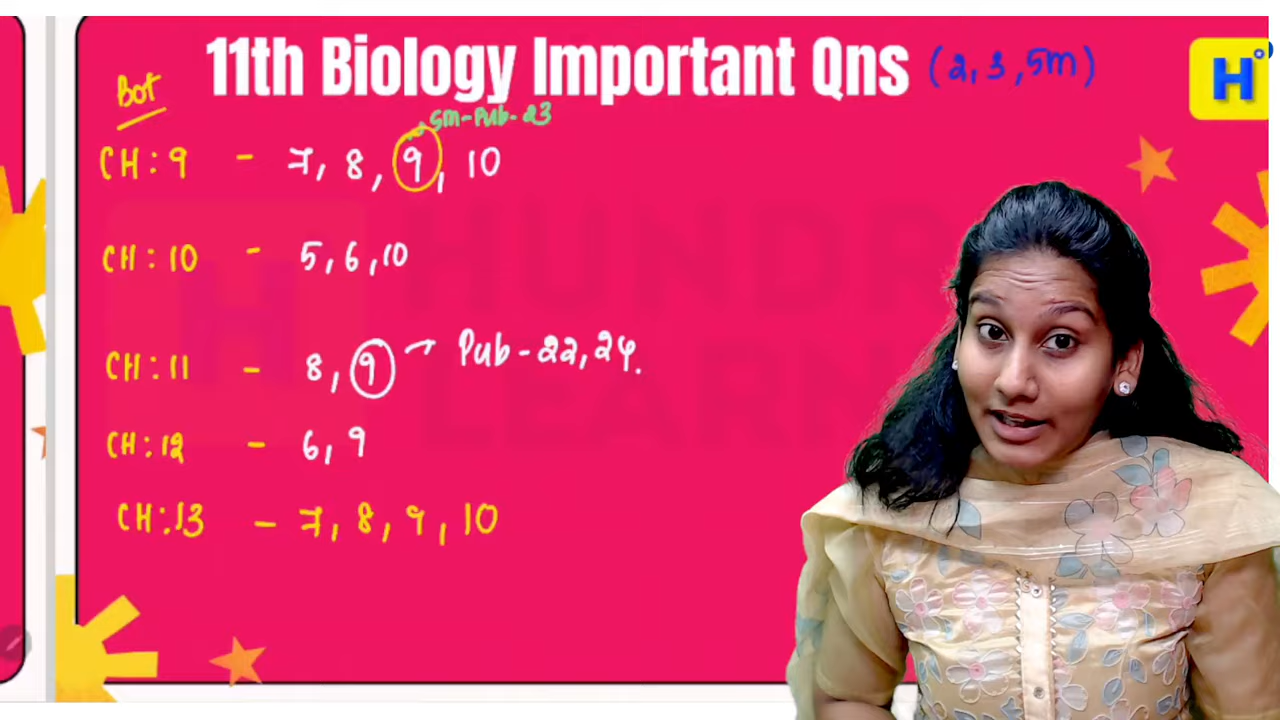 11th Biology Important Qns (2, 3, 5m)
H
Bot
5m-Pub-23
CH: 9 - 7, 8, 9, 10
CH: 10 - 5, 6, 10
CH: 11 - 8, 9 → Pub-22, 24.
CH: 12 - 6, 9
CH: 13 - 7, 8, 9, 10
H HUNDR
LEARN